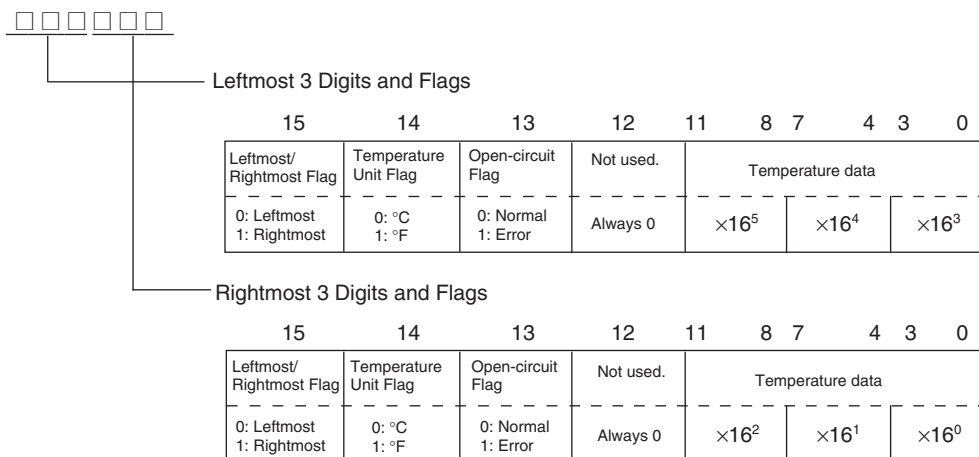 □□□□□□
Leftmost 3 Digits and Flags
15 14 13 12 11 8 7 4 3 0
Leftmost/ Temperature Open-circuit Not used. Temperature data
Rightmost Flag Unit Flag Flag
0: Leftmost 0: °C 0: Normal Always 0 ×16⁵ ×16⁴ ×16³
1: Rightmost 1: °F 1: Error
Rightmost 3 Digits and Flags
15 14 13 12 11 8 7 4 3 0
Leftmost/ Temperature Open-circuit Not used. Temperature data
Rightmost Flag Unit Flag Flag
0: Leftmost 0: °C 0: Normal Always 0 ×16² ×16¹ ×16⁰
1: Rightmost 1: °F 1: Error